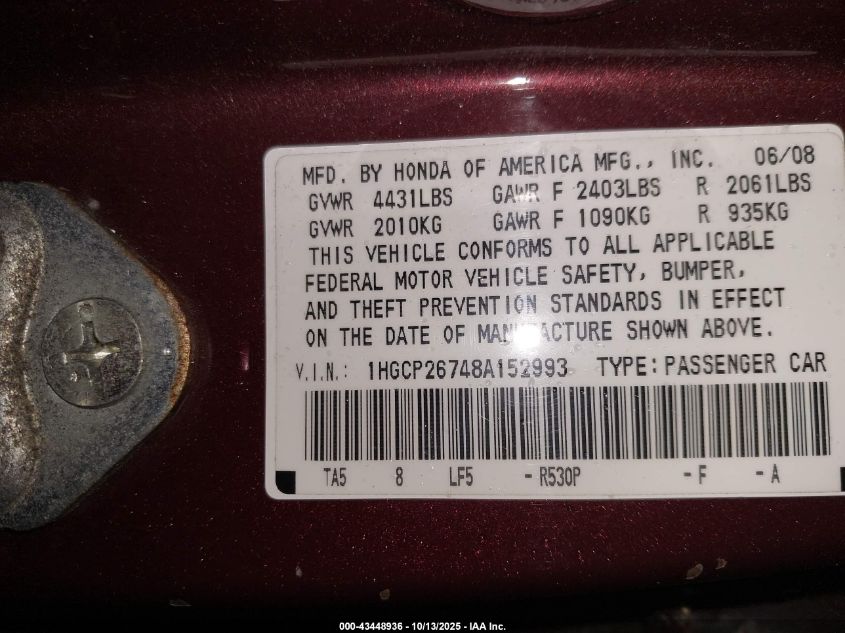 MFD. BY HONDA OF AMERICA MFG., INC. 06/08
GVWR 4431LBS GAWR F 2403LBS R 2061LBS
GVWR 2010KG GAWR F 1090KG R 935KG
THIS VEHICLE CONFORMS TO ALL APPLICABLE
FEDERAL MOTOR VEHICLE SAFETY, BUMPER,
AND THEFT PREVENTION STANDARDS IN EFFECT
ON THE DATE OF MANUFACTURE SHOWN ABOVE.
V.I.N.: 1HGCP26748A152993 TYPE: PASSENGER CAR
TA5 8 LF5 - R530P - F - A
000-43448936 - 10/13/2025 - IAA Inc.